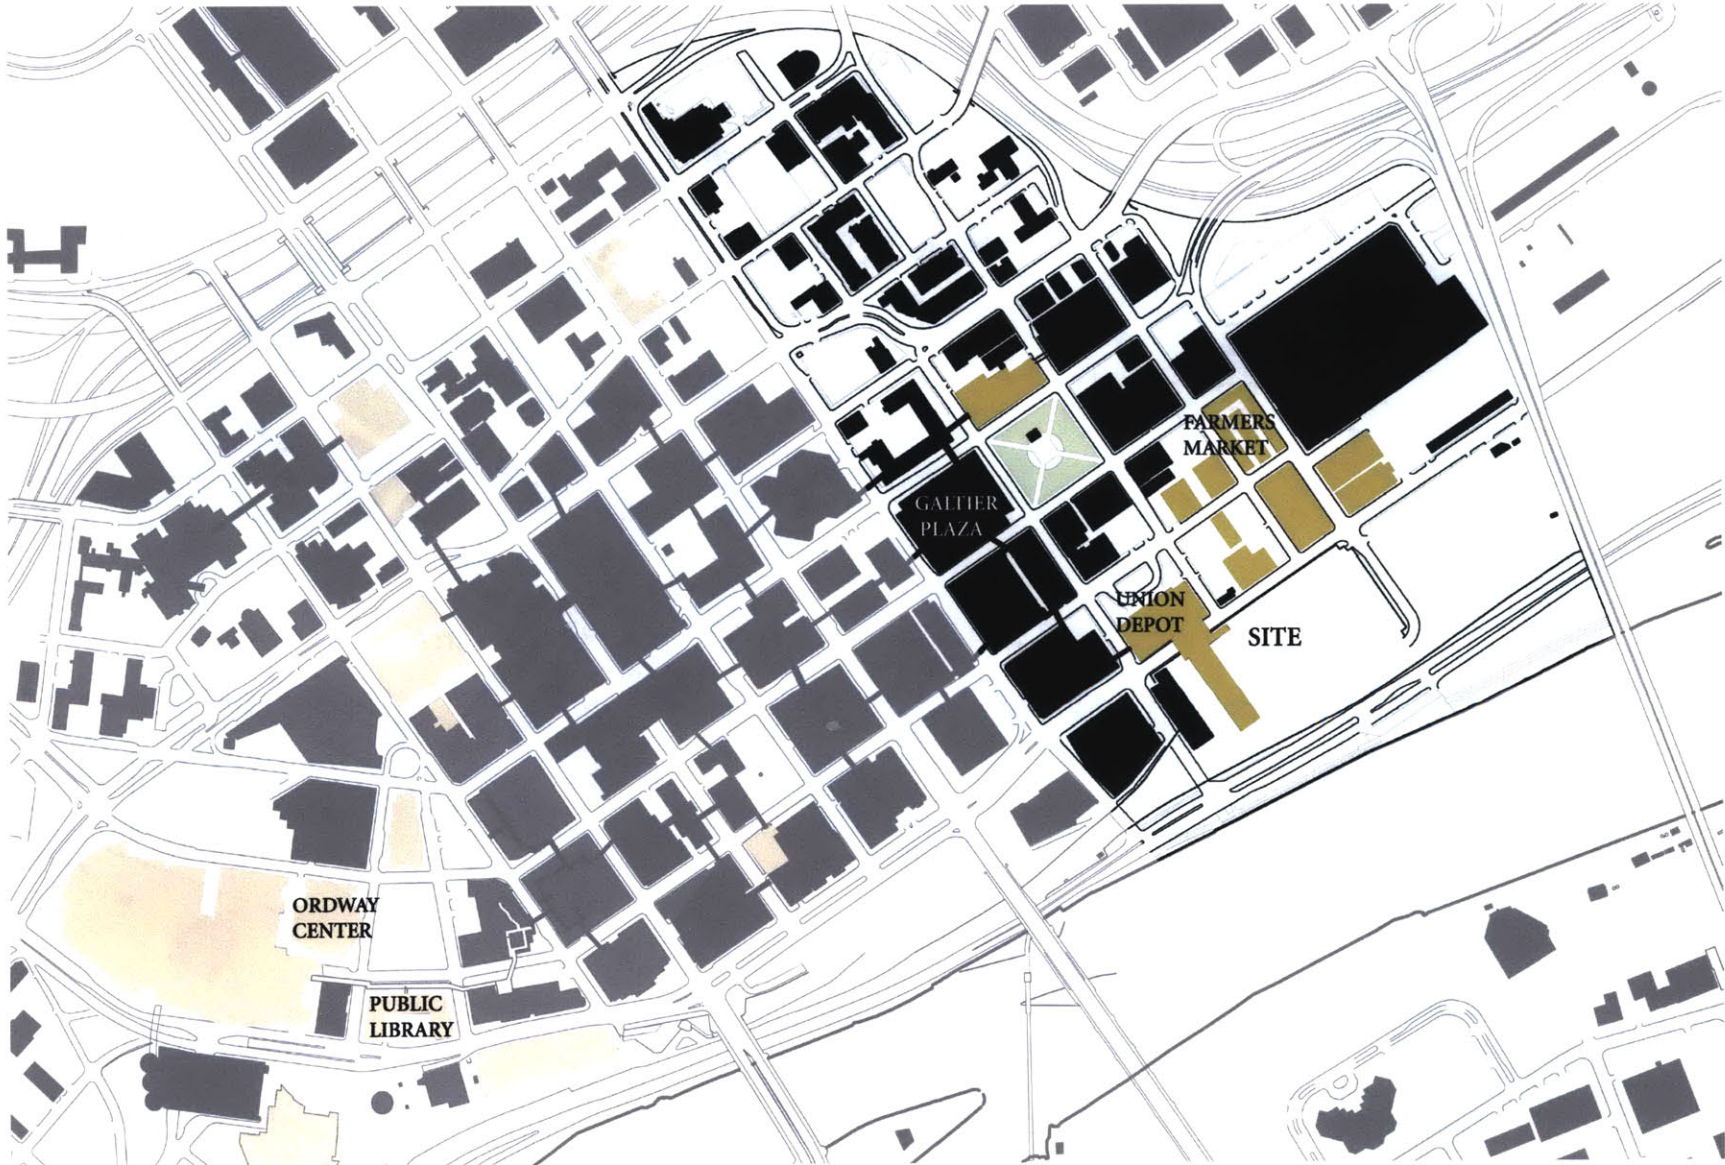 FARMERS
MARKET
GALTIER
PLAZA
UNION
DEPOT
SITE
ORDWAY
CENTER
PUBLIC
LIBRARY